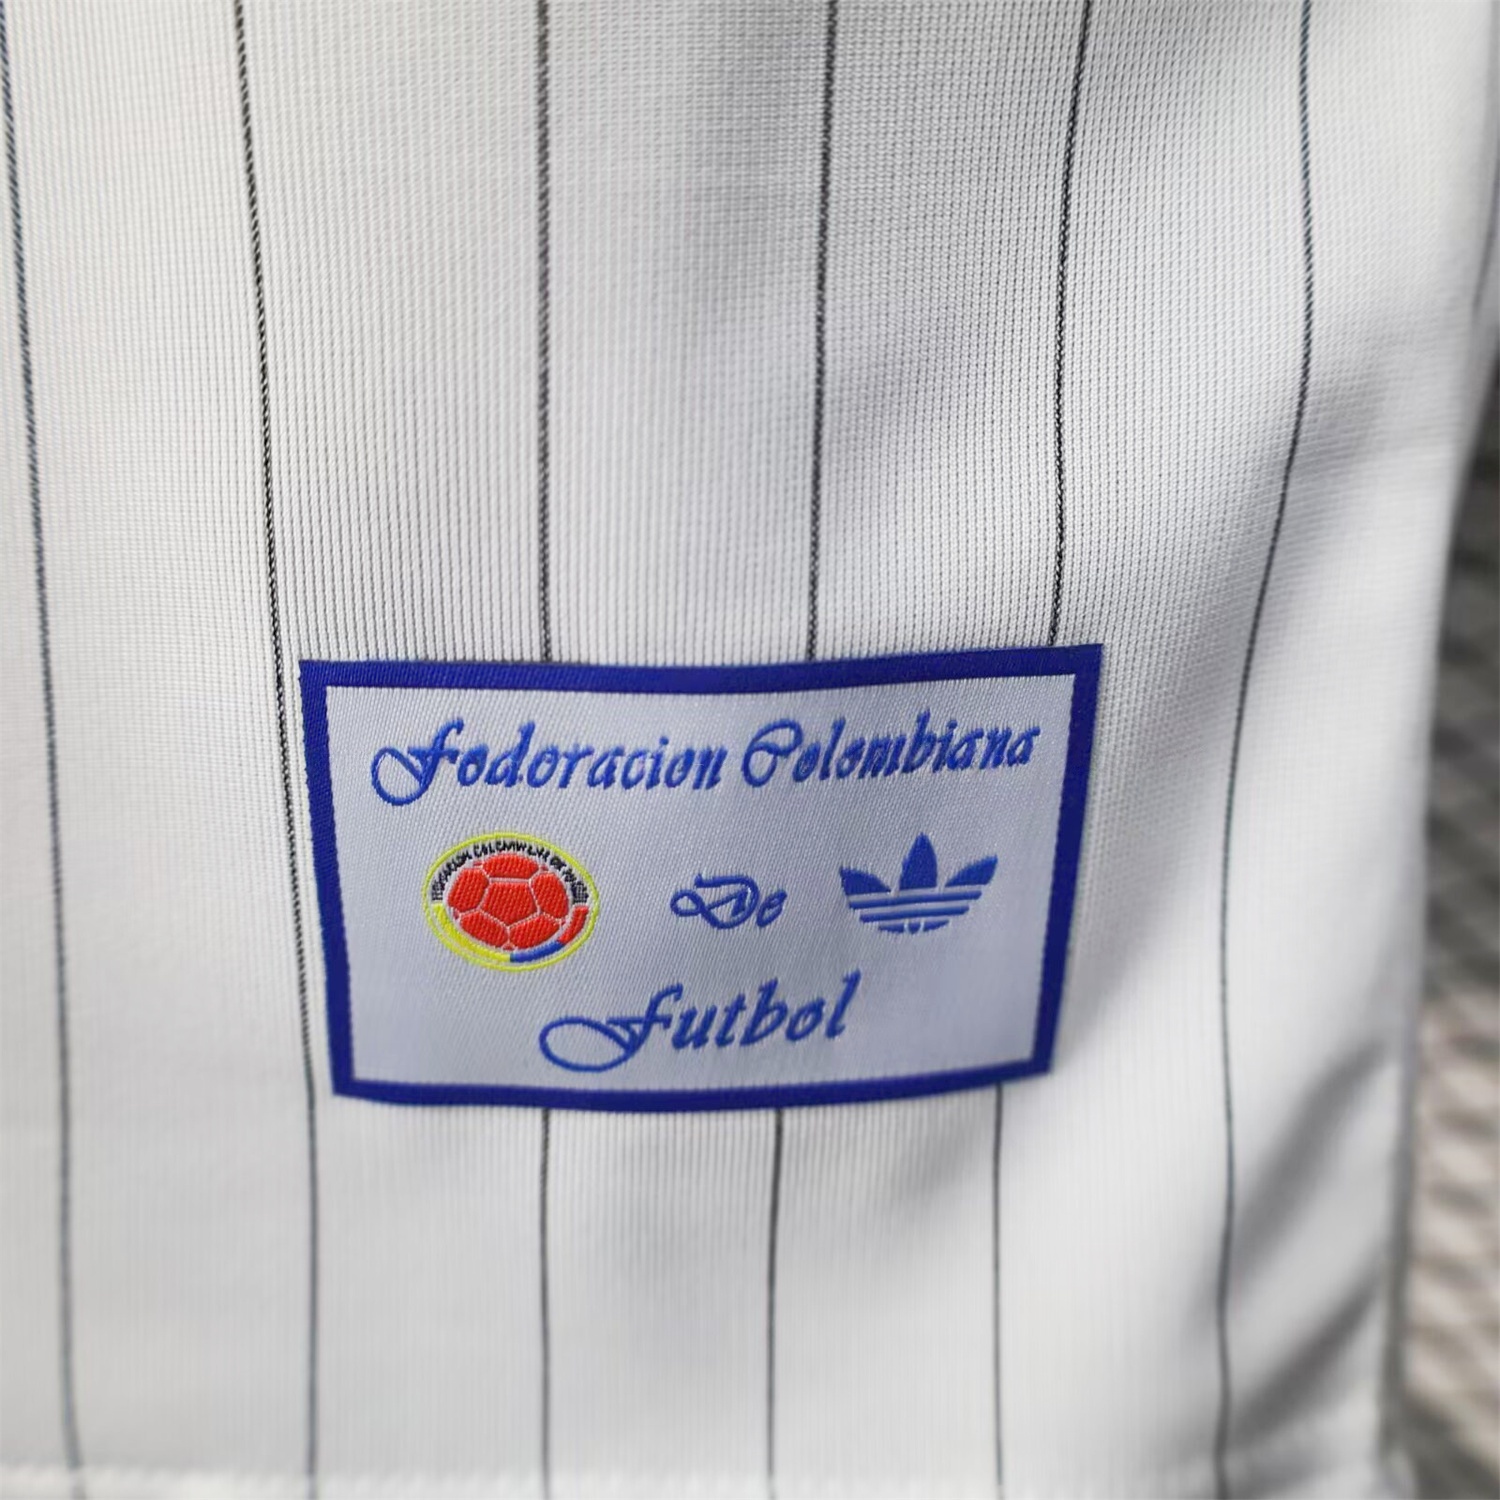 Fodoracion Colombiana
De
Futbol